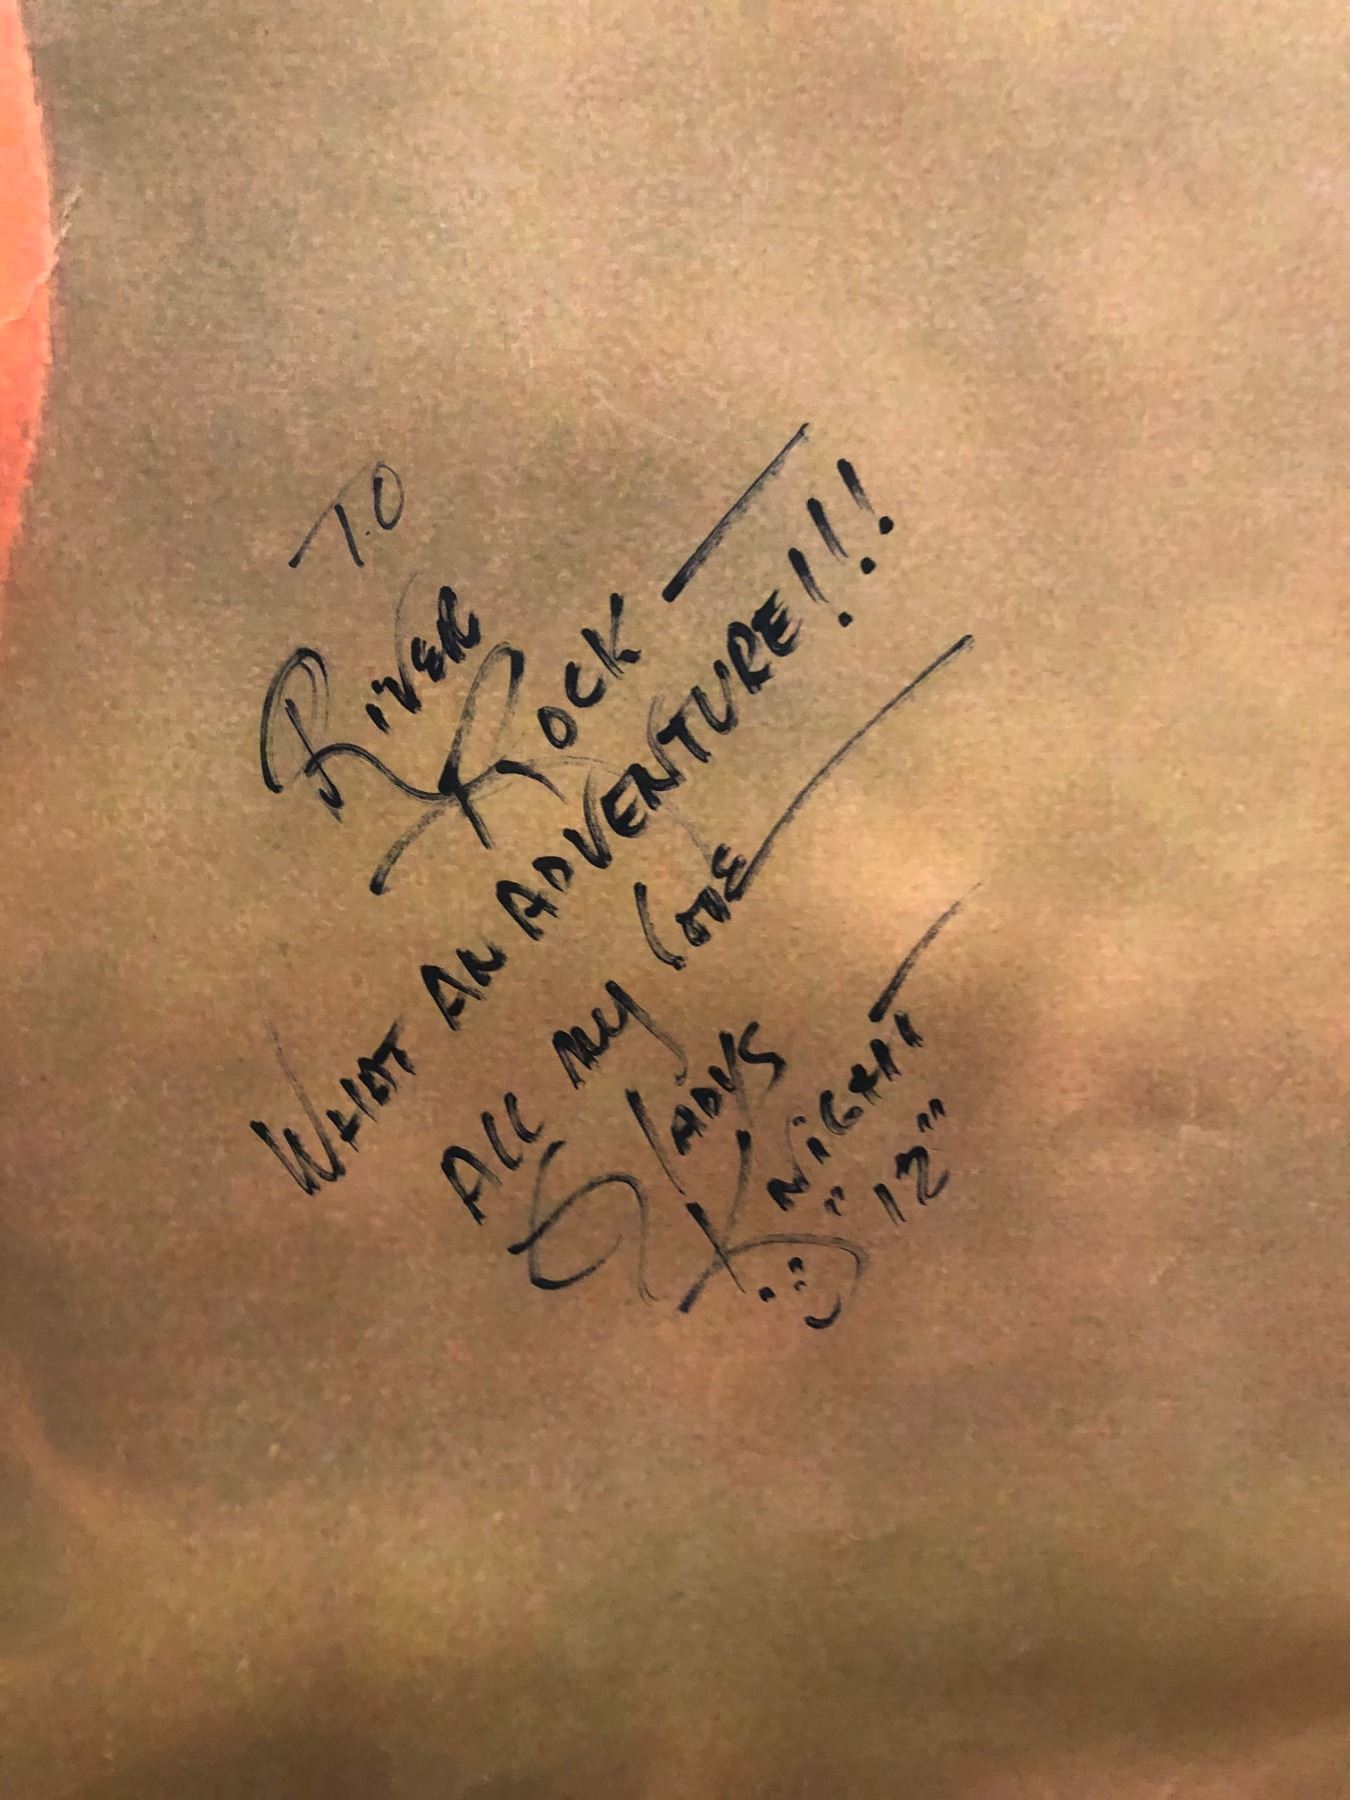 TO
RIVER
ROCK —
WHAT AN ADVENTURE!!!
ALL MY LOVE
GLADYS
KNIGHT
"12"